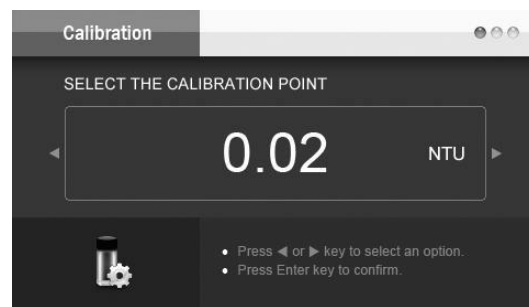 Calibration
SELECT THE CALIBRATION POINT
0.02 NTU
Press ◀ or ▶ key to select an option.
Press Enter key to confirm.